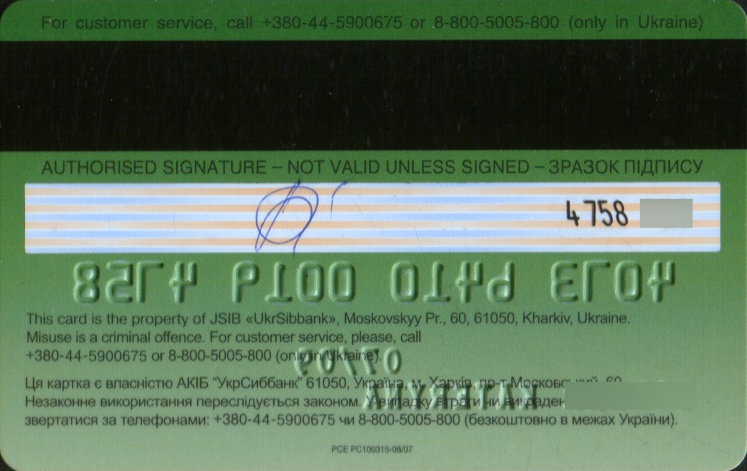 For customer service, call +380-44-5900675 or 8-800-5005-800 (only in Ukraine)
AUTHORISED SIGNATURE – NOT VALID UNLESS SIGNED – ЗРАЗОК ПІДПИСУ
4758
This card is the property of JSIB «UkrSibbank», Moskovskyy Pr., 60, 61050, Kharkiv, Ukraine.
Misuse is a criminal offence. For customer service, please, call
+380-44-5900675 or 8-800-5005-800 (only in Ukraine).
Ця картка є власністю АКІБ "УкрСиббанк" 61050, Україна, м. Харків, пр-т Московський, 60
Незаконне використання переслідується законом. У випадку втрати чи
звертатися за телефонами: +380-44-5900675 чи 8-800-5005-800 (безкоштовно в межах України).
PCE PC100315-08/07